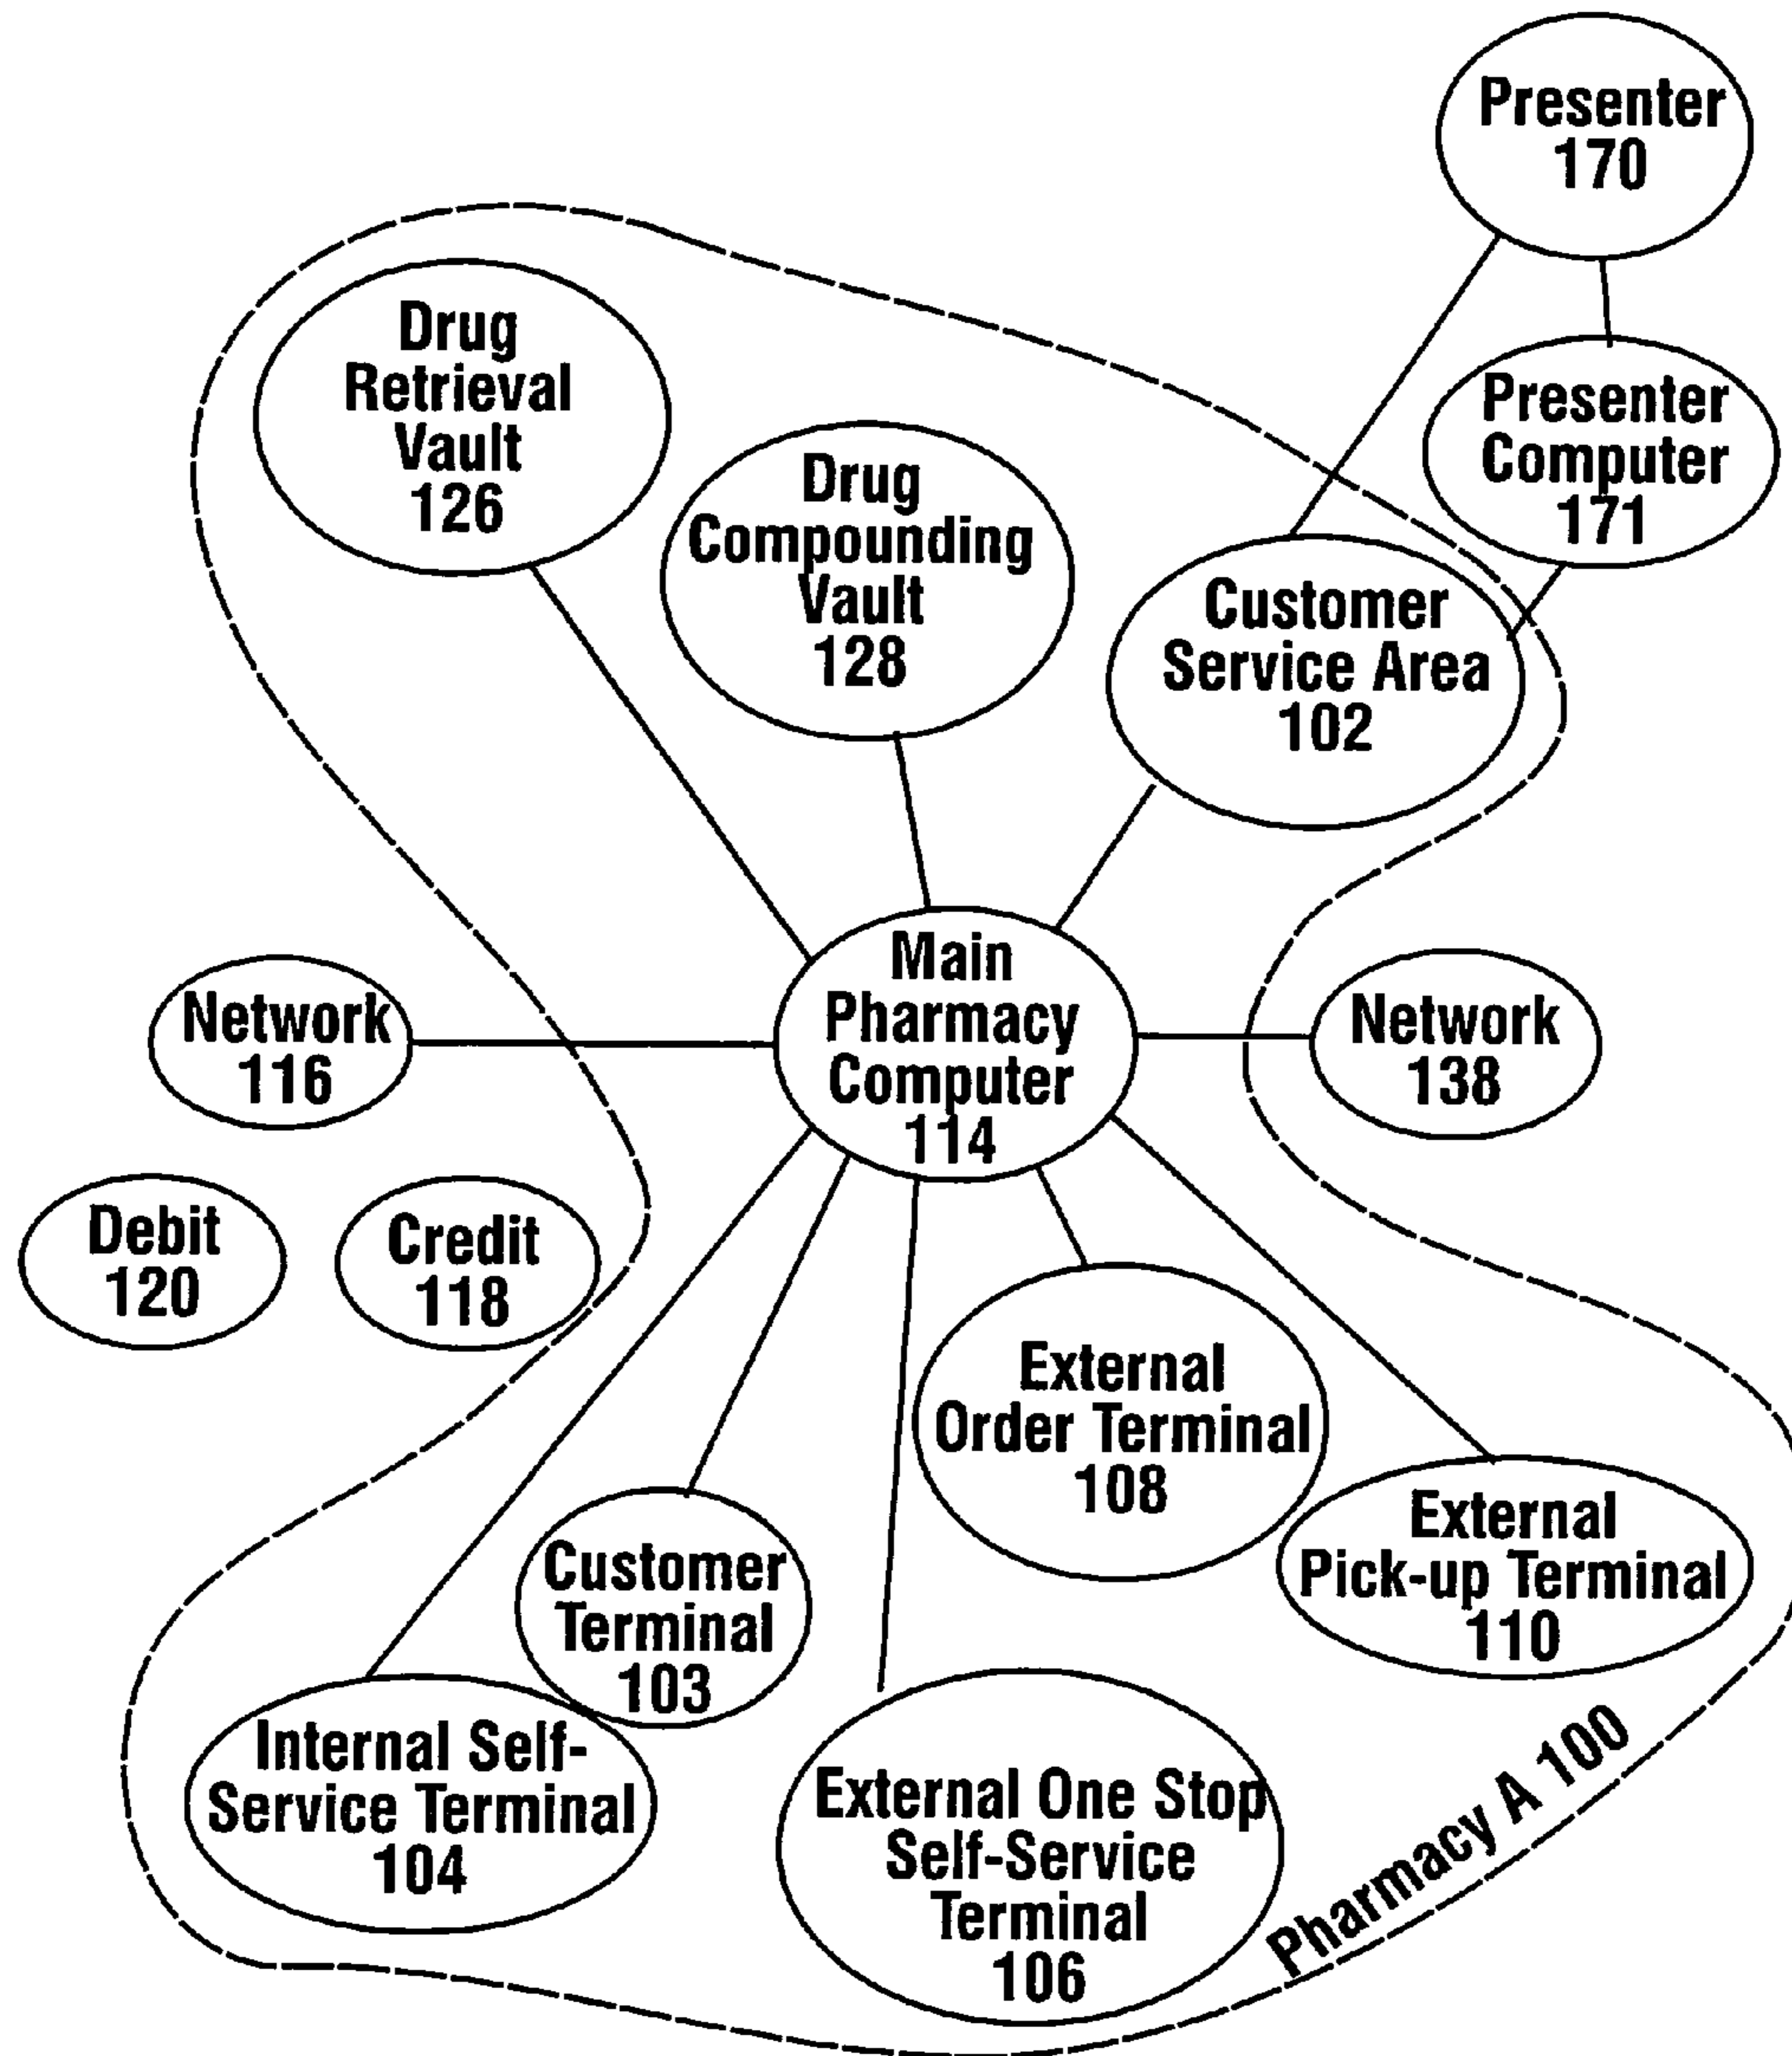 Presenter
170
Presenter
Computer
171
Drug
Retrieval
Vault
126
Drug
Compounding
Vault
128
Customer
Service Area
102
Main
Pharmacy
Computer
114
Network
116
Network
138
Debit
120
Credit
118
External
Order Terminal
108
External
Pick-up Terminal
110
Customer
Terminal
103
Internal Self-
Service Terminal
104
External One Stop
Self-Service
Terminal
106
Pharmacy A 100